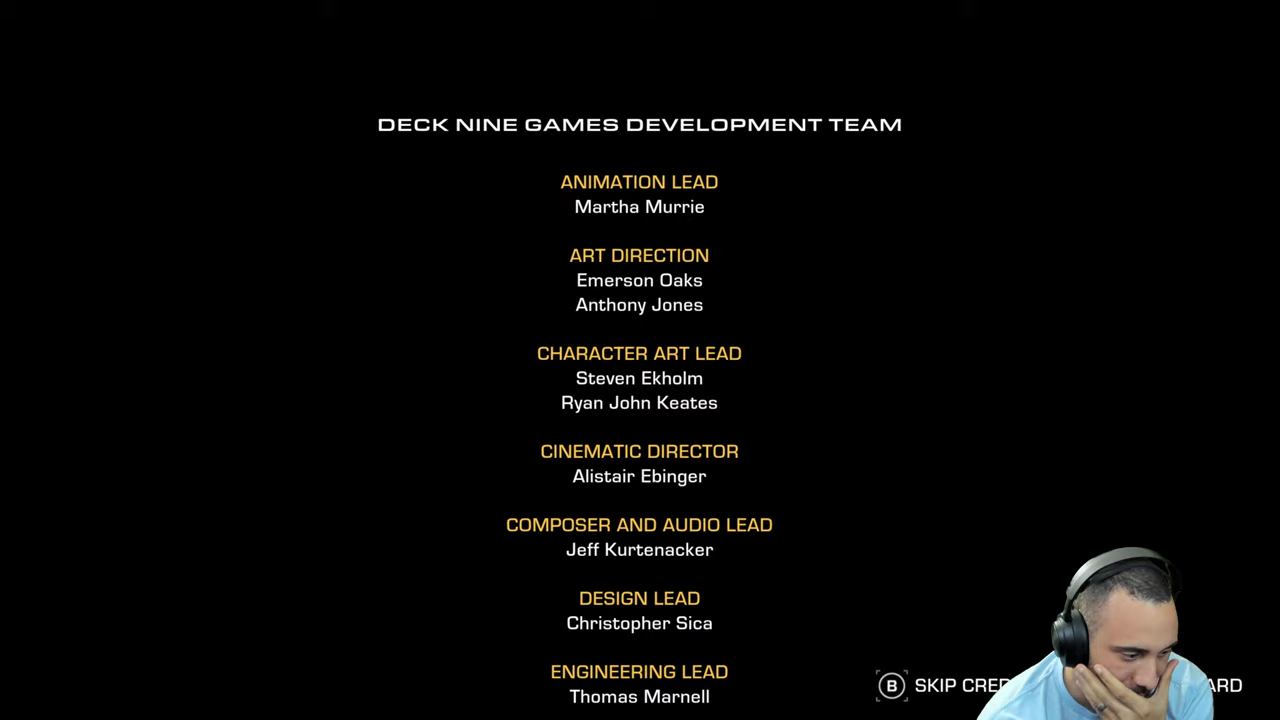 DECK NINE GAMES DEVELOPMENT TEAM
ANIMATION LEAD
Martha Murrie
ART DIRECTION
Emerson Oaks
Anthony Jones
CHARACTER ART LEAD
Steven Ekholm
Ryan John Keates
CINEMATIC DIRECTOR
Alistair Ebinger
COMPOSER AND AUDIO LEAD
Jeff Kurtenacker
DESIGN LEAD
Christopher Sica
ENGINEERING LEAD
Thomas Marnell
B SKIP